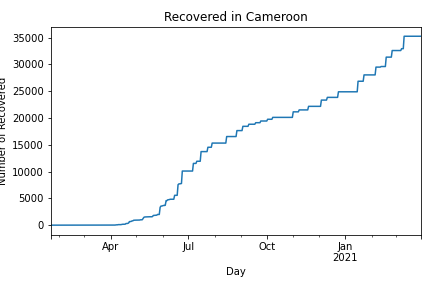 Recovered in Cameroon
Number of Recovered
35000
30000
25000
20000
15000
10000
5000
0
Apr
Jul
Oct
Jan
2021
Day